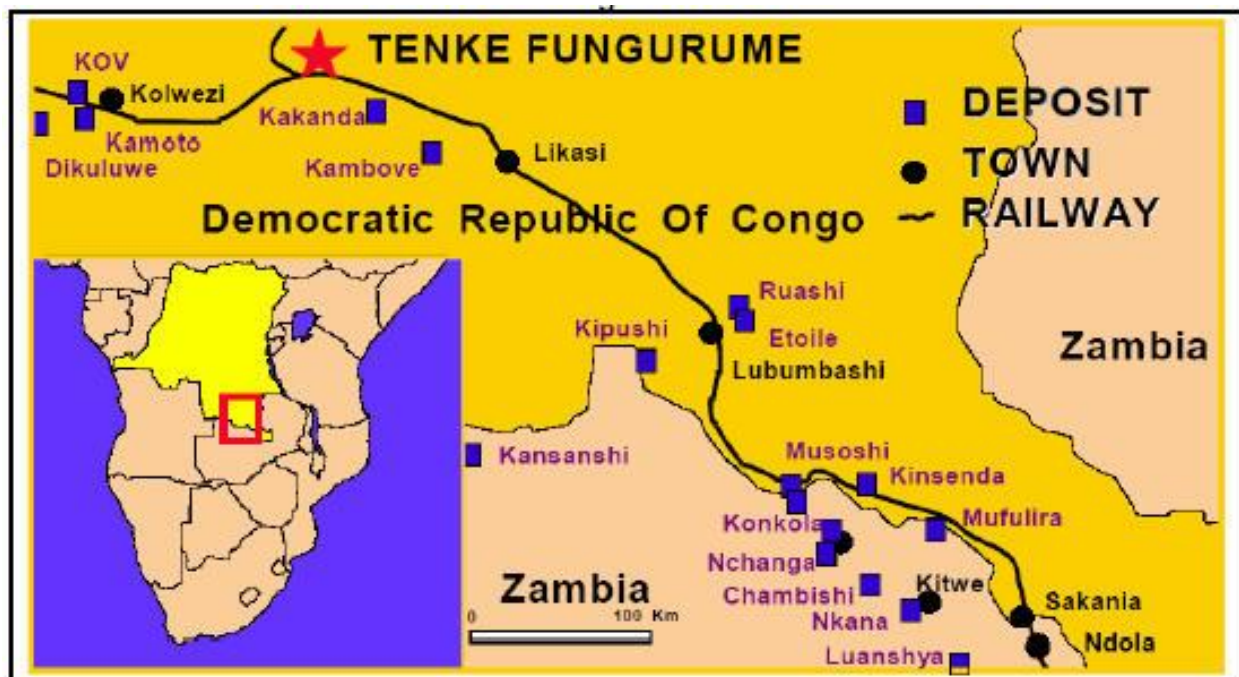 TENKE FUNGURUME
KOV
Kolwezi
DEPOSIT
Kakanda
Kamoto
Likasi
TOWN
Dikuluwe
Kambove
Democratic Republic Of Congo
RAILWAY
Ruashi
Kipushi
Etoile
Zambia
Lubumbashi
Kansanshi
Musoshi
Kinsenda
Konkola
Mufulira
Nchanga
Zambia
Chambishi
Kitwe
0 100 Km
Nkana
Sakania
Ndola
Luanshya